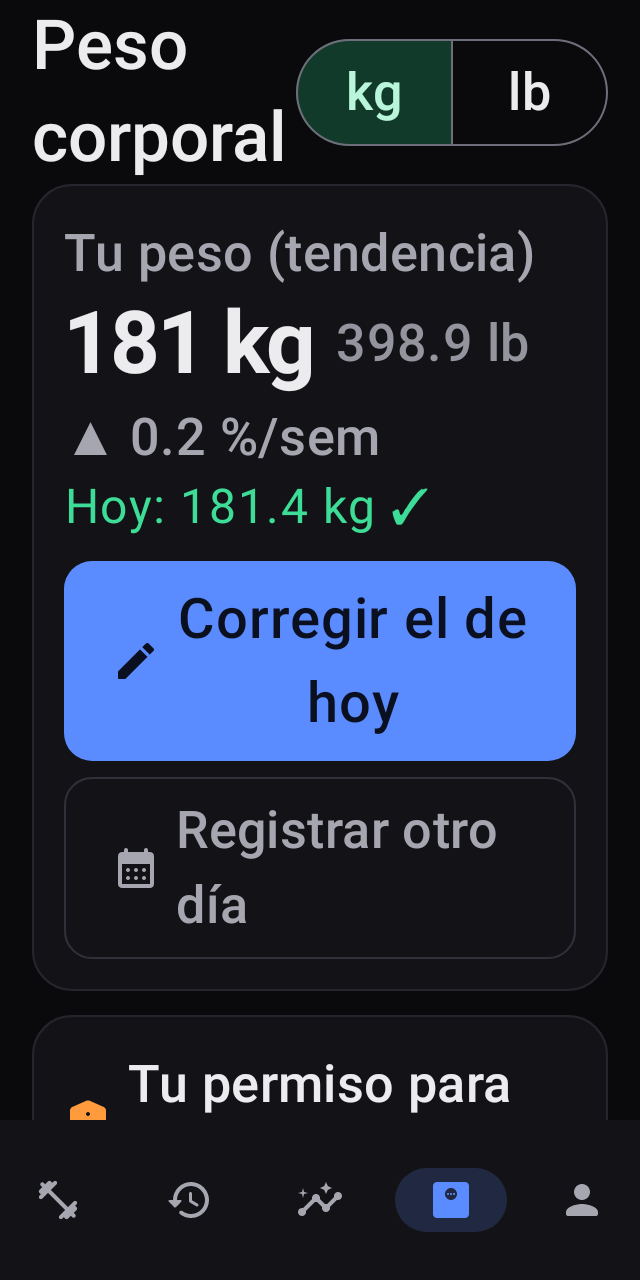 Peso
corporal
kg
lb
Tu peso (tendencia)
181 kg 398.9 lb
▲ 0.2 %/sem
Hoy: 181.4 kg ✓
Corregir el de
hoy
Registrar otro
día
Tu permiso para